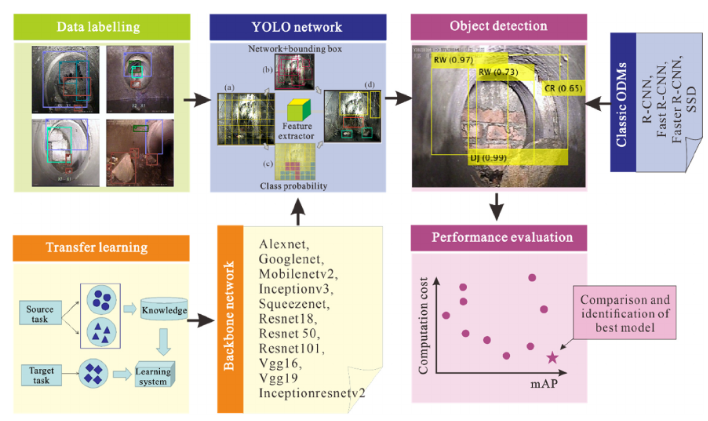 Data labelling
YOLO network
Network+bounding box
(b)
(a)
(d)
Feature
extractor
(c)
Class probability
Object detection
RW (0.97)
RW (0.73)
CR (0.65)
DJ (0.99)
Classic ODMs
R-CNN,
Fast R-CNN,
Faster R-CNN,
SSD
Transfer learning
Source
task
Knowledge
Target
task
Learning
system
Backbone network
Alexnet,
Googlenet,
Mobilenetv2,
Inceptionv3,
Squeezenet,
Resnet18,
Resnet 50,
Resnet101,
Vgg16,
Vgg19
Inceptionresnetv2
Performance evaluation
Computation cost
mAP
Comparison and
identification of
best model